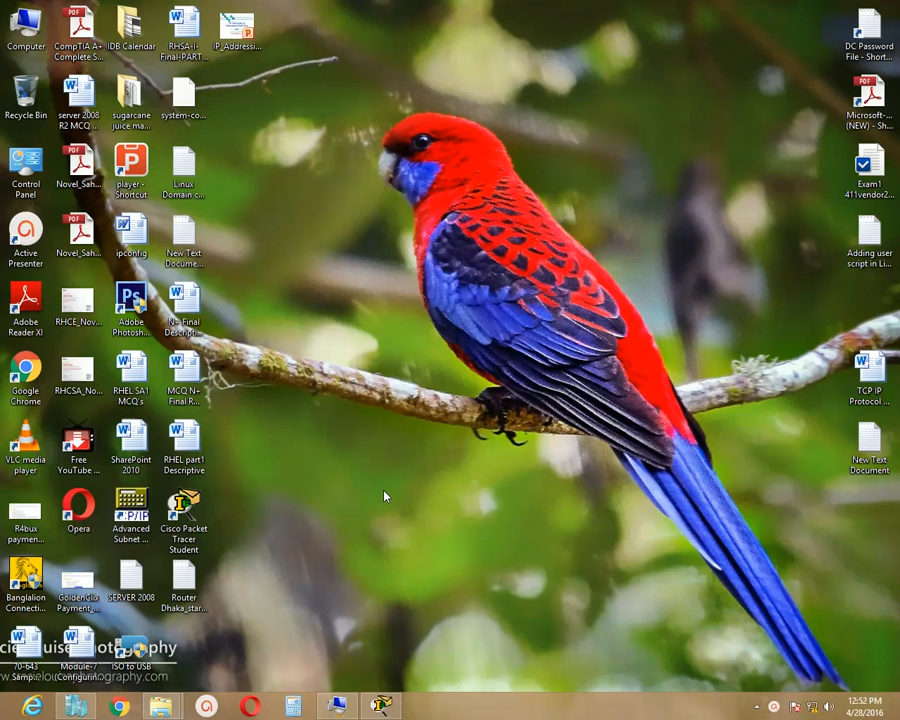 Computer
CompTIA A+
Complete S...
IDB Calendar
RHSA-I-
Final-PART...
IP_Addressi...
Recycle Bin
server 2008
R2 MCQ ...
sugarcane
juice ma...
system-co...
Control
Panel
Novel_Sah...
player -
Shortcut
Linux
Domain c...
Active
Presenter
Novel_Sah...
ipconfig
New Text
Docume...
Adobe
Reader XI
RHCE_Nov...
Adobe
Photosh...
N- Final
Descript...
Google
Chrome
RHCSA_No...
RHEL SA1
MCQ's
MCQ N-
Final R...
VLC media
player
Free
YouTube ...
SharePoint
2010
RHEL part1
Descriptive
R4bux
paymen...
Opera
Advanced
Subnet ...
Cisco Packet
Tracer
Student
Banglalion
Connecti...
GoldenClix
Payment_...
SERVER 2008
Router
Dhaka_star...
70-643
Samp...
Module-7
Configurin...
ISO to USB
DC Password
File - Short...
Microsoft-...
(NEW) - Sh...
Exam1
411vendor2...
Adding user
script in Li...
TCP IP
Protocol ...
New Text
Document
12:52 PM
4/28/2016